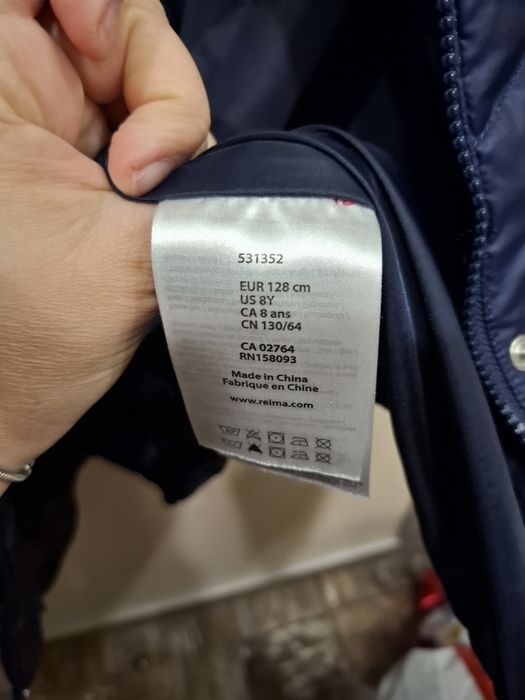 531352
EUR 128 cm
US 8Y
CA 8 ans
CN 130/64
CA 02764
RN158093
Made in China
Fabrique en Chine
www.reima.com